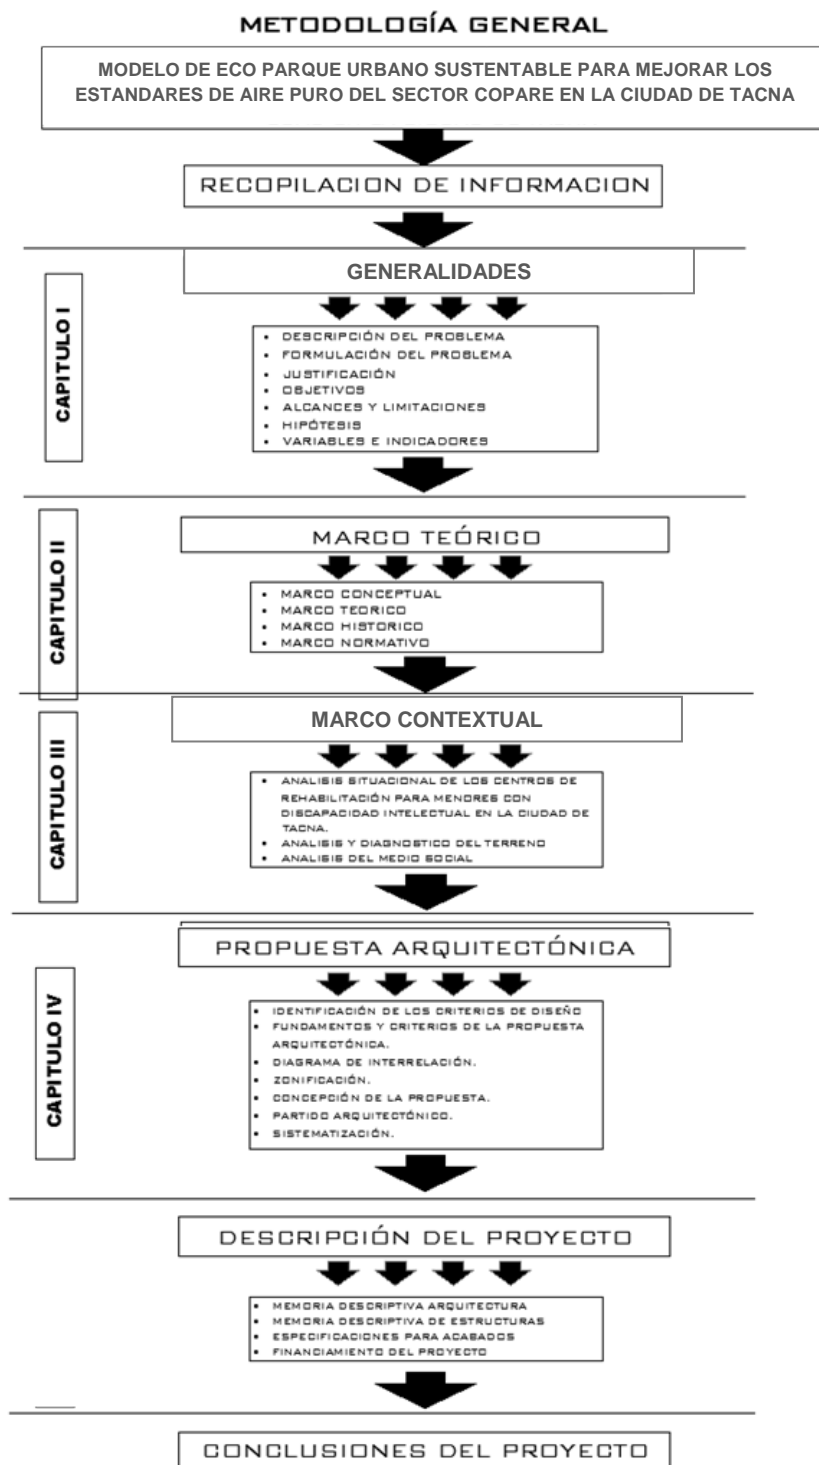 METODOLOGÍA GENERAL
MODELO DE ECO PARQUE URBANO SUSTENTABLE PARA MEJORAR LOS
ESTANDARES DE AIRE PURO DEL SECTOR COPARE EN LA CIUDAD DE TACNA
RECOPILACION DE INFORMACION
CAPITULO I
GENERALIDADES
• DESCRIPCIÓN DEL PROBLEMA
• FORMULACIÓN DEL PROBLEMA
• JUSTIFICACIÓN
• OBJETIVOS
• ALCANCES Y LIMITACIONES
• HIPÓTESIS
• VARIABLES E INDICADORES
CAPITULO II
MARCO TEÓRICO
• MARCO CONCEPTUAL
• MARCO TEORICO
• MARCO HISTORICO
• MARCO NORMATIVO
CAPITULO III
MARCO CONTEXTUAL
• ANALISIS SITUACIONAL DE LOS CENTROS DE
REHABILITACIÓN PARA MENORES CON
DISCAPACIDAD INTELECTUAL EN LA CIUDAD DE
TACNA.
• ANALISIS Y DIAGNOSTICO DEL TERRENO
• ANALISIS DEL MEDIO SOCIAL
CAPITULO IV
PROPUESTA ARQUITECTÓNICA
• IDENTIFICACIÓN DE LOS CRITERIOS DE DISEÑO
• FUNDAMENTOS Y CRITERIOS DE LA PROPUESTA
ARQUITECTÓNICA.
• DIAGRAMA DE INTERRELACIÓN.
• ZONIFICACIÓN.
• CONCEPCIÓN DE LA PROPUESTA.
• PARTIDO ARQUITECTÓNICO.
• SISTEMATIZACIÓN.
DESCRIPCIÓN DEL PROYECTO
• MEMORIA DESCRIPTIVA ARQUITECTURA
• MEMORIA DESCRIPTIVA DE ESTRUCTURAS
• ESPECIFICACIONES PARA ACABADOS
• FINANCIAMIENTO DEL PROYECTO
CONCLUSIONES DEL PROYECTO